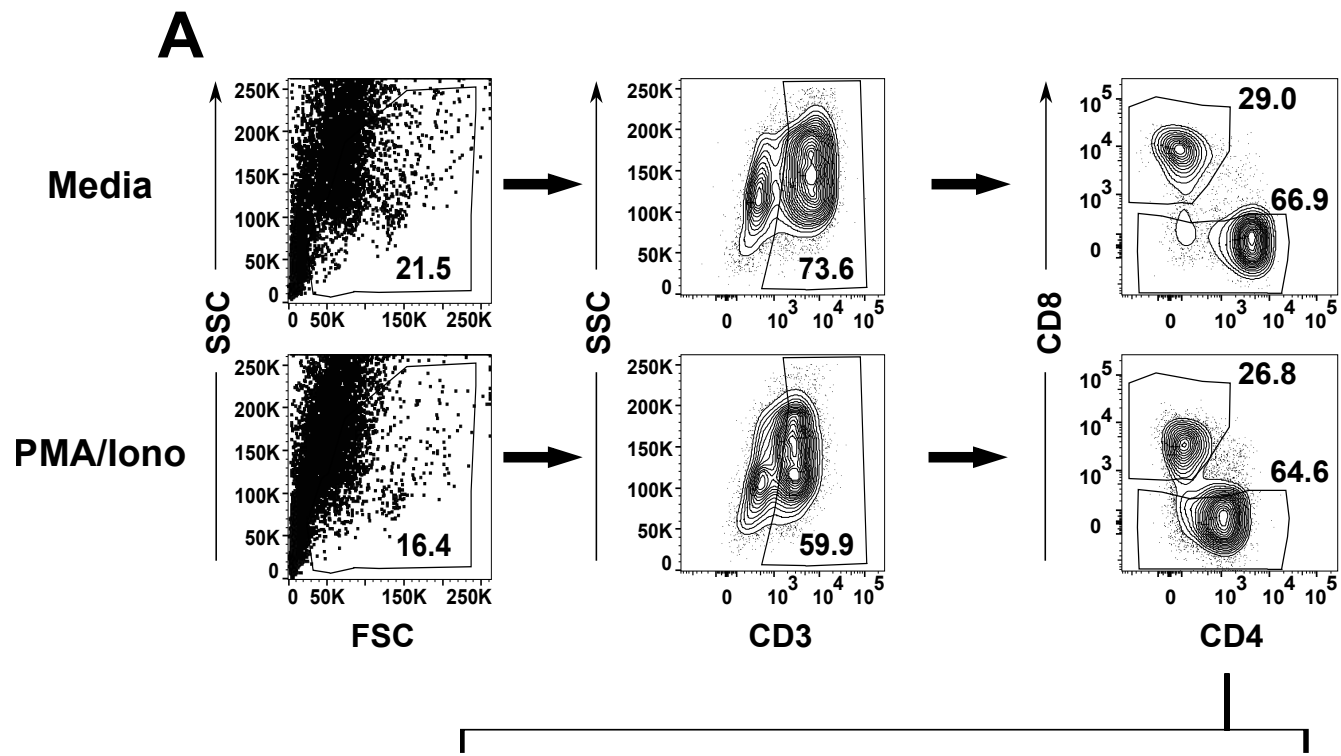 A
Media
SSC
250K
200K
150K
100K
50K
0
21.5
0 50K 150K 250K
SSC
250K
200K
150K
100K
50K
0
73.6
0 10^3 10^4 10^5
CD8
10^5
10^4
10^3
0
29.0
66.9
0 10^3 10^4 10^5
PMA/Iono
250K
200K
150K
100K
50K
0
16.4
0 50K 150K 250K
FSC
250K
200K
150K
100K
50K
0
59.9
0 10^3 10^4 10^5
CD3
10^5
10^4
10^3
0
26.8
64.6
0 10^3 10^4 10^5
CD4